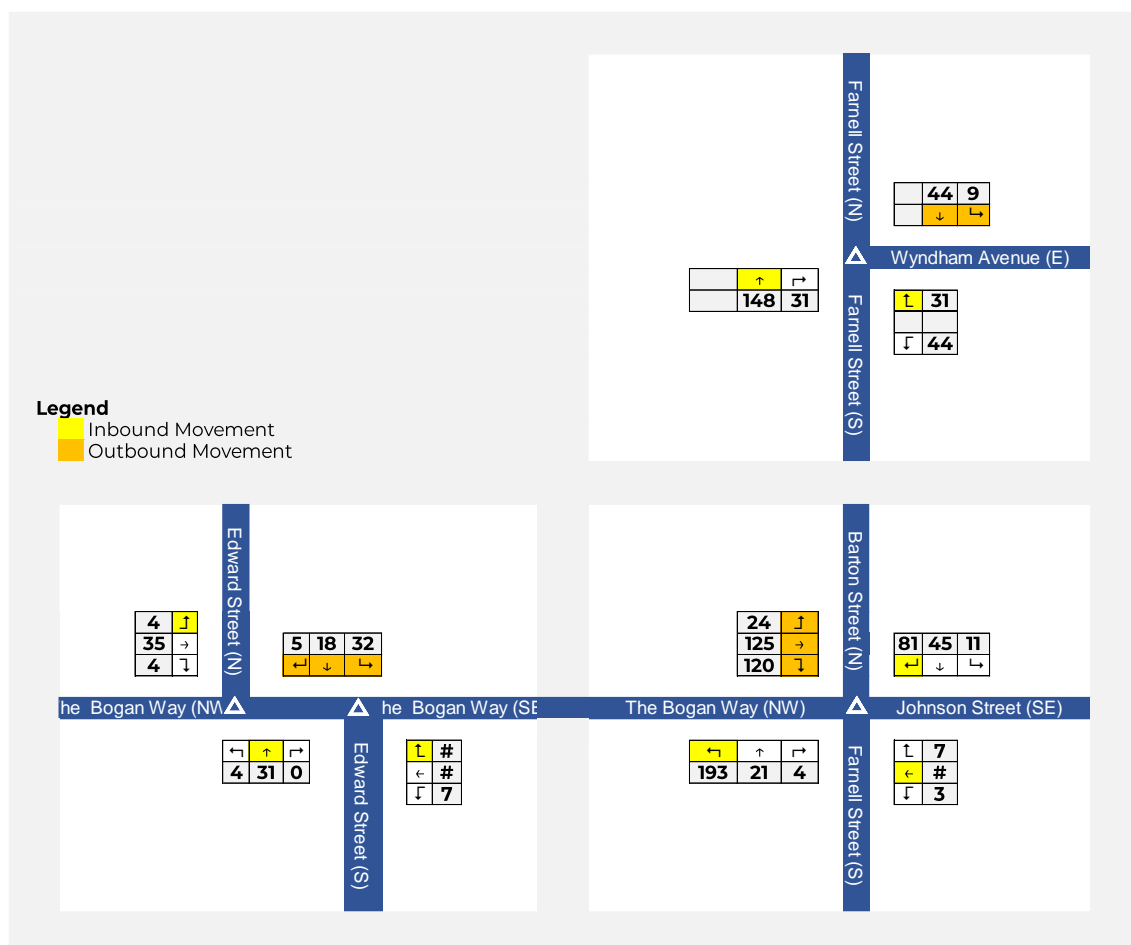 Farnell Street (N)
44 9
↓ ↳
Wyndham Avenue (E)
↑ ↱
148 31
Farnell Street (S)
↿ 31
↾ 44
Legend
Inbound Movement
Outbound Movement
Edward Street (N)
4 ↥
35 →
4 ↴
5 18 32
↵ ↓ ↳
he Bogan Way (NW
he Bogan Way (SE
↰ ↑ ↱
4 31 0
#
← #
7
Edward Street (S)
Barton Street (N)
24
125 →
120 ↴
81 45 11
↵ ↓ ↳
The Bogan Way (NW)
Johnson Street (SE)
↰ ↑ ↱
193 21 4
Farnell Street (S)
7
← #
3